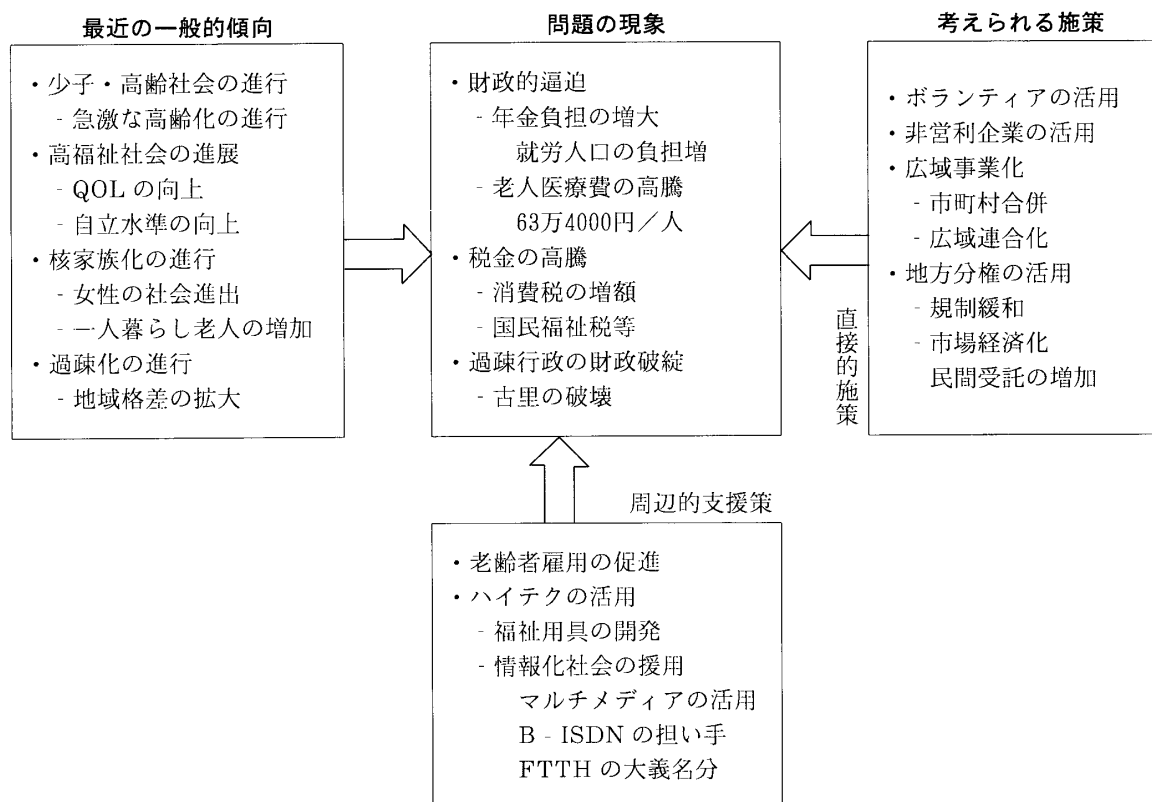 最近の一般的傾向
・少子・高齢社会の進行
- 急激な高齢化の進行
・高福祉社会の進展
- QOL の向上
- 自立水準の向上
・核家族化の進行
- 女性の社会進出
- 一人暮らし老人の増加
・過疎化の進行
- 地域格差の拡大
問題の現象
・財政的逼迫
- 年金負担の増大
就労人口の負担増
- 老人医療費の高騰
63万4000円／人
・税金の高騰
- 消費税の増額
- 国民福祉税等
・過疎行政の財政破綻
- 古里の破壊
考えられる施策
・ボランティアの活用
・非営利企業の活用
・広域事業化
- 市町村合併
- 広域連合化
・地方分権の活用
- 規制緩和
- 市場経済化
民間受託の増加
直接的施策
周辺的支援策
・老齢者雇用の促進
・ハイテクの活用
- 福祉用具の開発
- 情報化社会の援用
マルチメディアの活用
B - ISDN の担い手
FTTH の大義名分